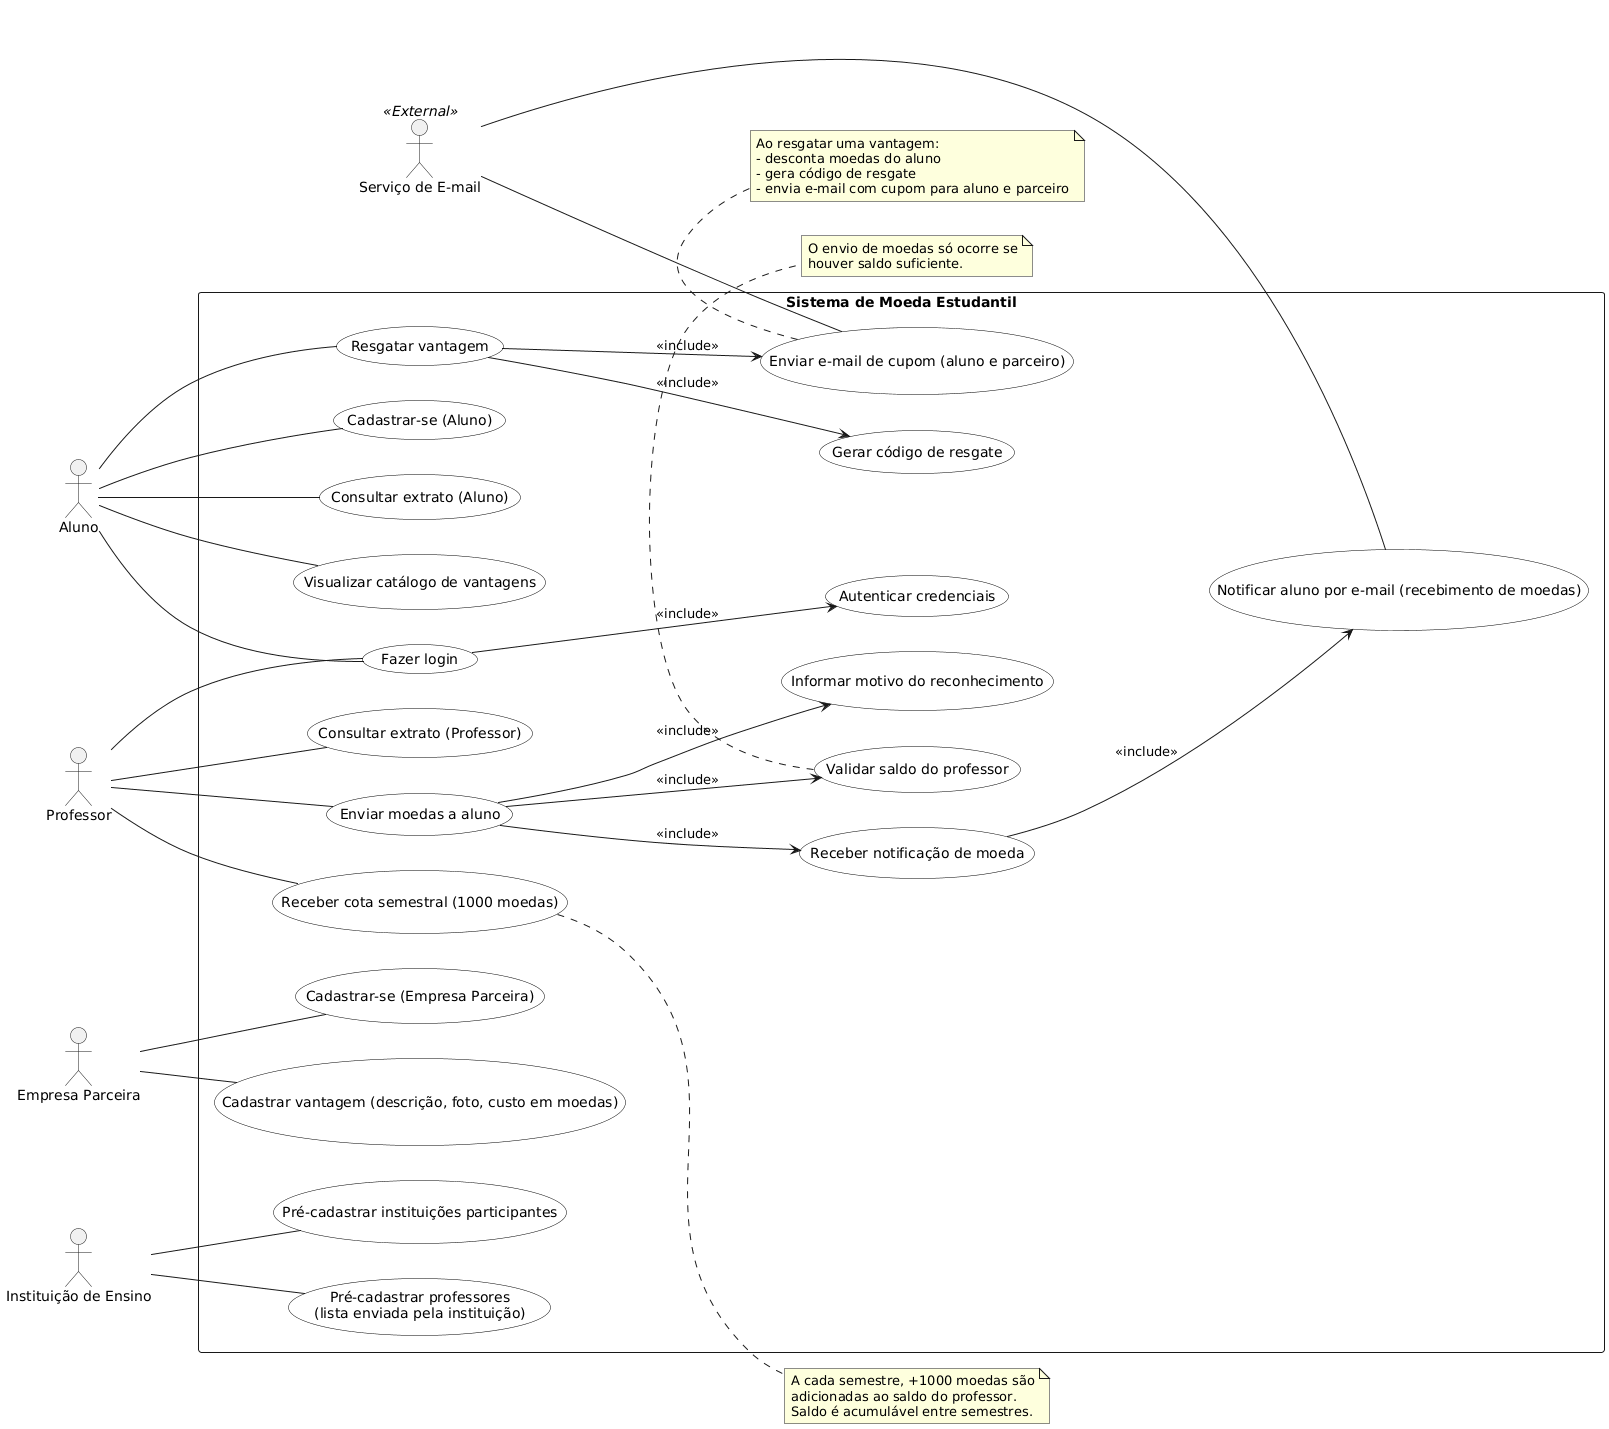 «External»
Serviço de E-mail
Ao resgatar uma vantagem:
- desconta moedas do aluno
- gera código de resgate
- envia e-mail com cupom para aluno e parceiro
O envio de moedas só ocorre se
houver saldo suficiente.
Sistema de Moeda Estudantil
Resgatar vantagem
«include»
Enviar e-mail de cupom (aluno e parceiro)
«include»
Cadastrar-se (Aluno)
Gerar código de resgate
Aluno
Consultar extrato (Aluno)
Visualizar catálogo de vantagens
Autenticar credenciais
Notificar aluno por e-mail (recebimento de moedas)
«include»
Fazer login
Informar motivo do reconhecimento
Professor
Consultar extrato (Professor)
«include»
«include»
Validar saldo do professor
«include»
Enviar moedas a aluno
«include»
Receber notificação de moeda
Receber cota semestral (1000 moedas)
Cadastrar-se (Empresa Parceira)
Empresa Parceira
Cadastrar vantagem (descrição, foto, custo em moedas)
Pré-cadastrar instituições participantes
Instituição de Ensino
Pré-cadastrar professores
(lista enviada pela instituição)
A cada semestre, +1000 moedas são
adicionadas ao saldo do professor.
Saldo é acumulável entre semestres.